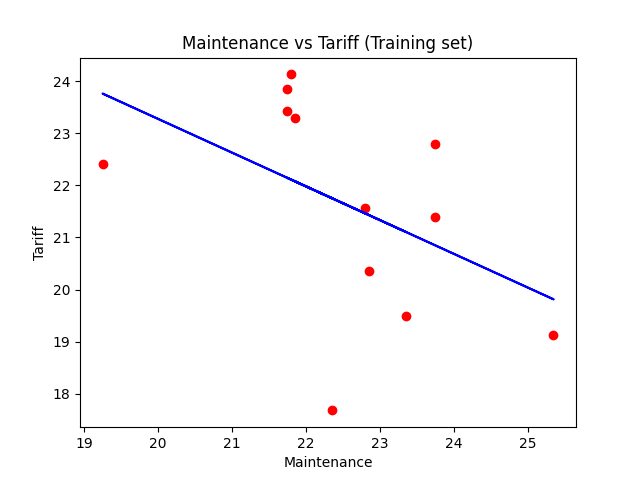 Maintenance vs Tariff (Training set)
24
23
22
21
20
19
18
Tariff
19 20 21 22 23 24 25
Maintenance